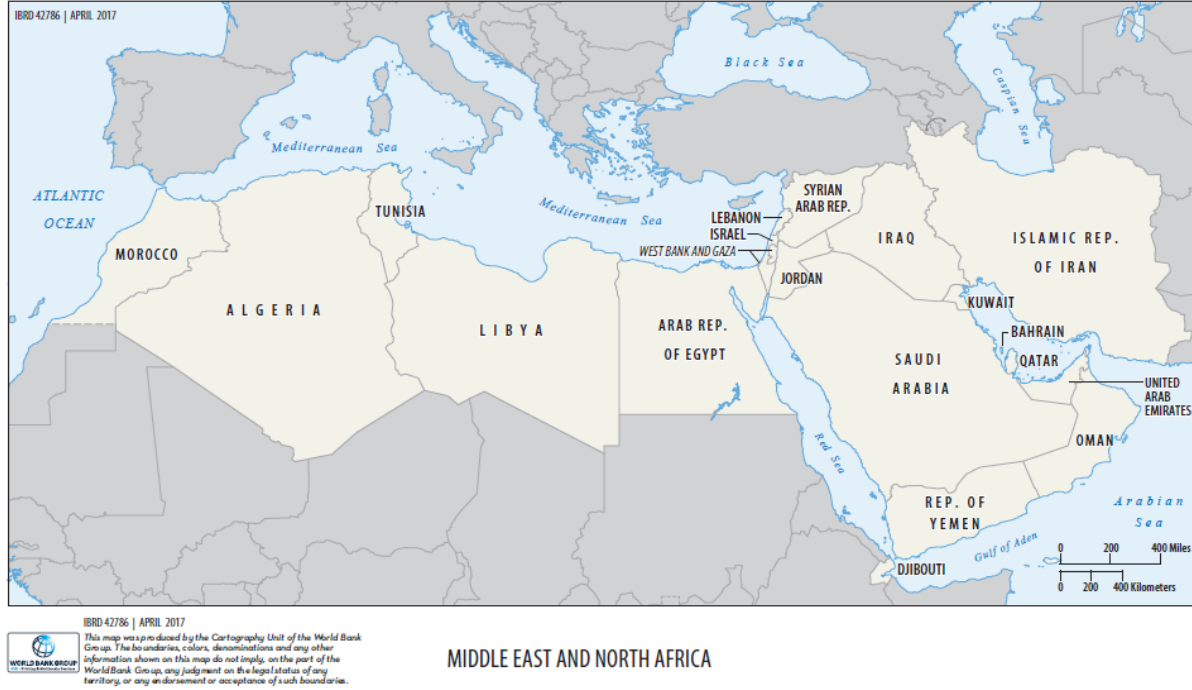 IBRD 42786 | APRIL 2017
Black Sea
Caspian Sea
Mediterranean Sea
ATLANTIC
OCEAN
TUNISIA
Mediterranean Sea
SYRIAN
ARAB REP.
LEBANON
ISRAEL
WEST BANK AND GAZA
MOROCCO
IRAQ
ISLAMIC REP.
OF IRAN
JORDAN
ALGERIA
LIBYA
ARAB REP.
OF EGYPT
KUWAIT
BAHRAIN
QATAR
SAUDI
ARABIA
UNITED
ARAB
EMIRATES
OMAN
Red Sea
REP. OF
YEMEN
Arabian
Sea
Gulf of Aden
DJIBOUTI
0 200 400 Miles
0 200 400 Kilometers
IBRD 42786 | APRIL 2017
This map was produced by the Cartography Unit of the World Bank
Group. The boundaries, colors, denominations and any other
information shown on this map do not imply, on the part of the
World Bank Group, any judgment on the legal status of any
territory, or any endorsement or acceptance of such boundaries.
WORLD BANK GROUP
MIDDLE EAST AND NORTH AFRICA